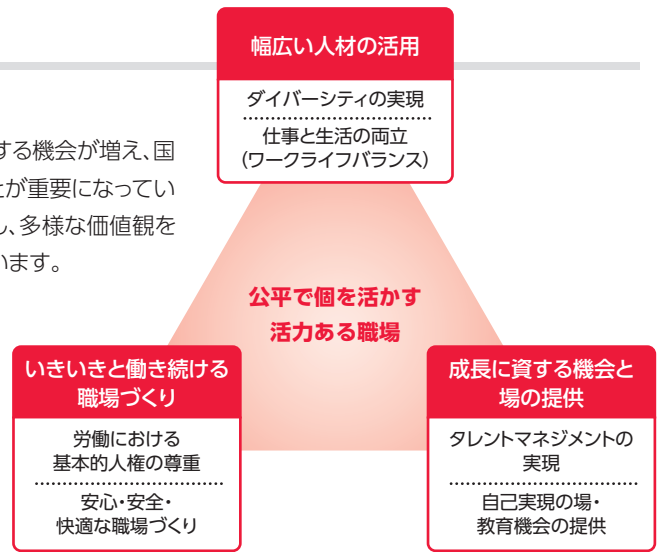 幅広い人材の活用
ダイバーシティの実現
仕事と生活の両立
(ワークライフバランス)
する機会が増え、国
とが重要になってい
し、多様な価値観を
います。
公平で個を活かす
活力ある職場
いきいきと働き続ける
職場づくり
労働における
基本的人権の尊重
安心・安全・
快適な職場づくり
成長に資する機会と
場の提供
タレントマネジメントの
実現
自己実現の場・
教育機会の提供